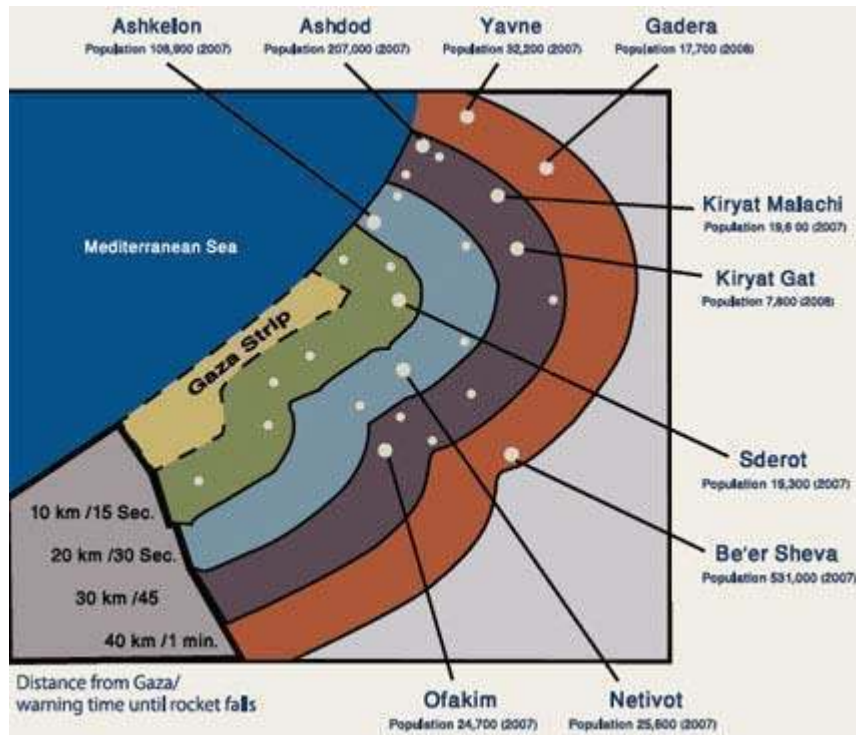 Ashkelon
Population 108,900 (2007)
Ashdod
Population 207,000 (2007)
Yavne
Population 32,200 (2007)
Gadera
Population 17,700 (2008)
Kiryat Malachi
Population 19,6 00 (2007)
Mediterranean Sea
Kiryat Gat
Population 7,800 (2008)
Gaza Strip
Sderot
Population 19,300 (2007)
10 km /15 Sec.
20 km /30 Sec.
Be'er Sheva
Population 531,000 (2007)
30 km /45
40 km /1 min.
Distance from Gaza/
warning time until rocket falls
Ofakim
Population 24,700 (2007)
Netivot
Population 25,800 (2007)